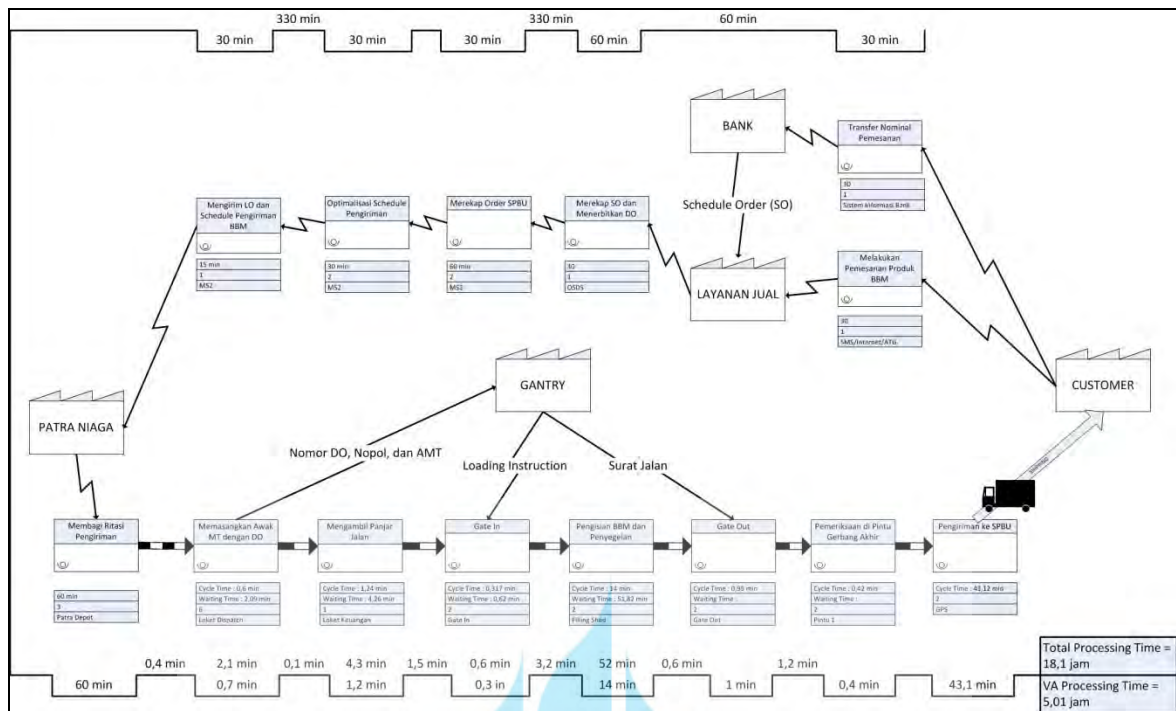 330 min
330 min
60 min
30 min
30 min
30 min
60 min
30 min
BANK
Transfer Nominal
Pemesanan
30
1
Sistem Informasi Bank
Mengirim LO dan
Schedule Pengiriman
BBM
15 min
1
MS2
Optimalisasi Schedule
Pengiriman
30 min
2
MS2
Merekap Order SPBU
60 min
2
MS2
Merekap SO dan
Menerbitkan DO
30
1
OSDS
Schedule Order (SO)
LAYANAN JUAL
Melakukan
Pemesanan Produk
BBM
30
1
SMS/Internet/ATG
PATRA NIAGA
GANTRY
CUSTOMER
Nomor DO, Nopol, dan AMT
Loading Instruction
Surat Jalan
Membagi Ritasi
Pengiriman
60 min
3
Patra Depot
Memasangkan Awak
MT dengan DO
Cycle Time : 0,6 min
Waiting Time : 2,09 min
6
Loket Dispatch
Mengambil Panjar
Jalan
Cycle Time : 1,24 min
Waiting Time : 4,26 min
1
Loket Keuangan
Gate In
Cycle Time : 0,317 min
Waiting Time : 0,62 min
2
Gate In
Pengisian BBM dan
Penyegelan
Cycle Time : 14 min
Waiting Time : 51,82 min
2
Filling Shed
Gate Out
Cycle Time : 0,95 min
Waiting Time :
2
Gate Out
Pemeriksaan di Pintu
Gerbang Akhir
Cycle Time : 0,42 min
Waiting Time :
2
Pintu 1
Pengiriman ke SPBU
Cycle Time : 43,12 min
2
GPS
0,4 min
2,1 min
0,1 min
4,3 min
1,5 min
0,6 min
3,2 min
52 min
0,6 min
1,2 min
60 min
0,7 min
1,2 min
0,3 in
14 min
1 min
0,4 min
43,1 min
Total Processing Time =
18,1 jam
VA Processing Time =
5,01 jam